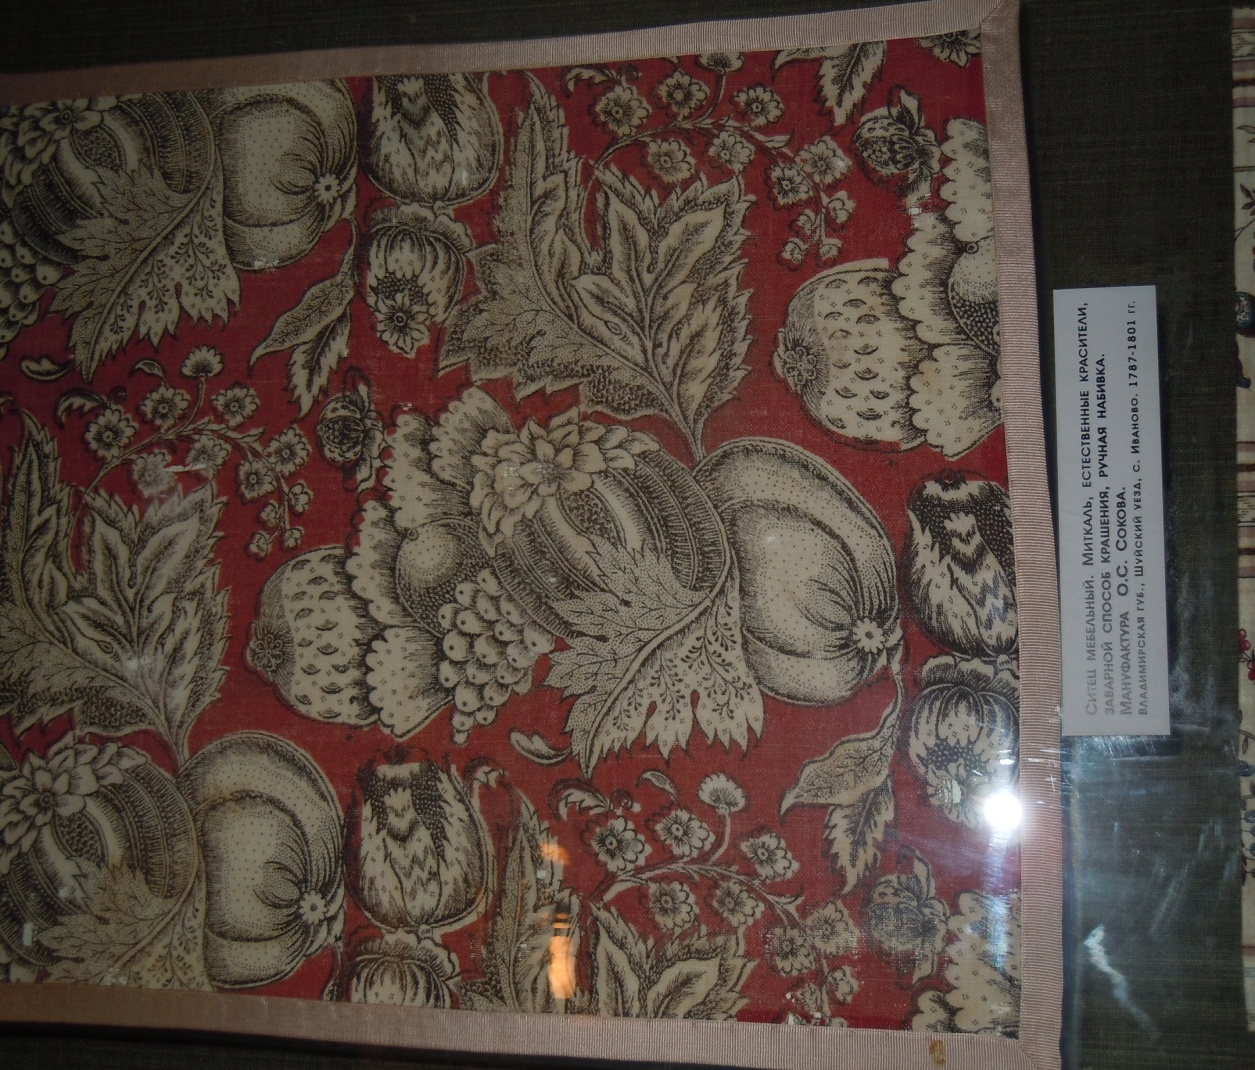 Ситец мебельный. Миткаль, естественные красители,
заварной способ крашения, ручная набивка.
Мануфактура О.С. Сокова.
Владимирская губ., Шуйский уезд, с. Иваново. 1787-1801 гг.